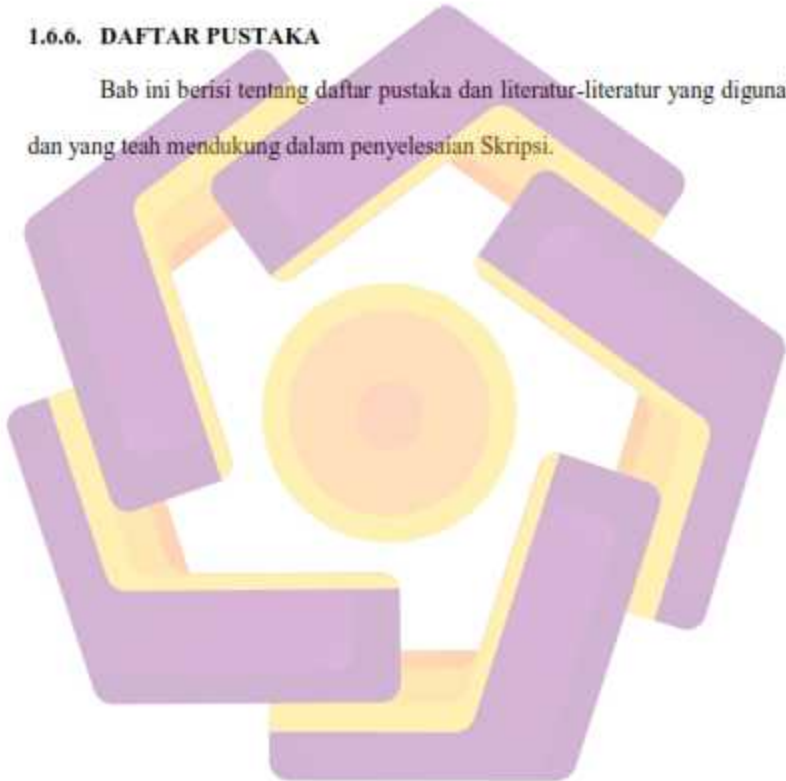 1.6.6. DAFTAR PUSTAKA
Bab ini berisi tentang daftar pustaka dan literatur-literatur yang diguna
dan yang teah mendukung dalam penyelesaian Skripsi.